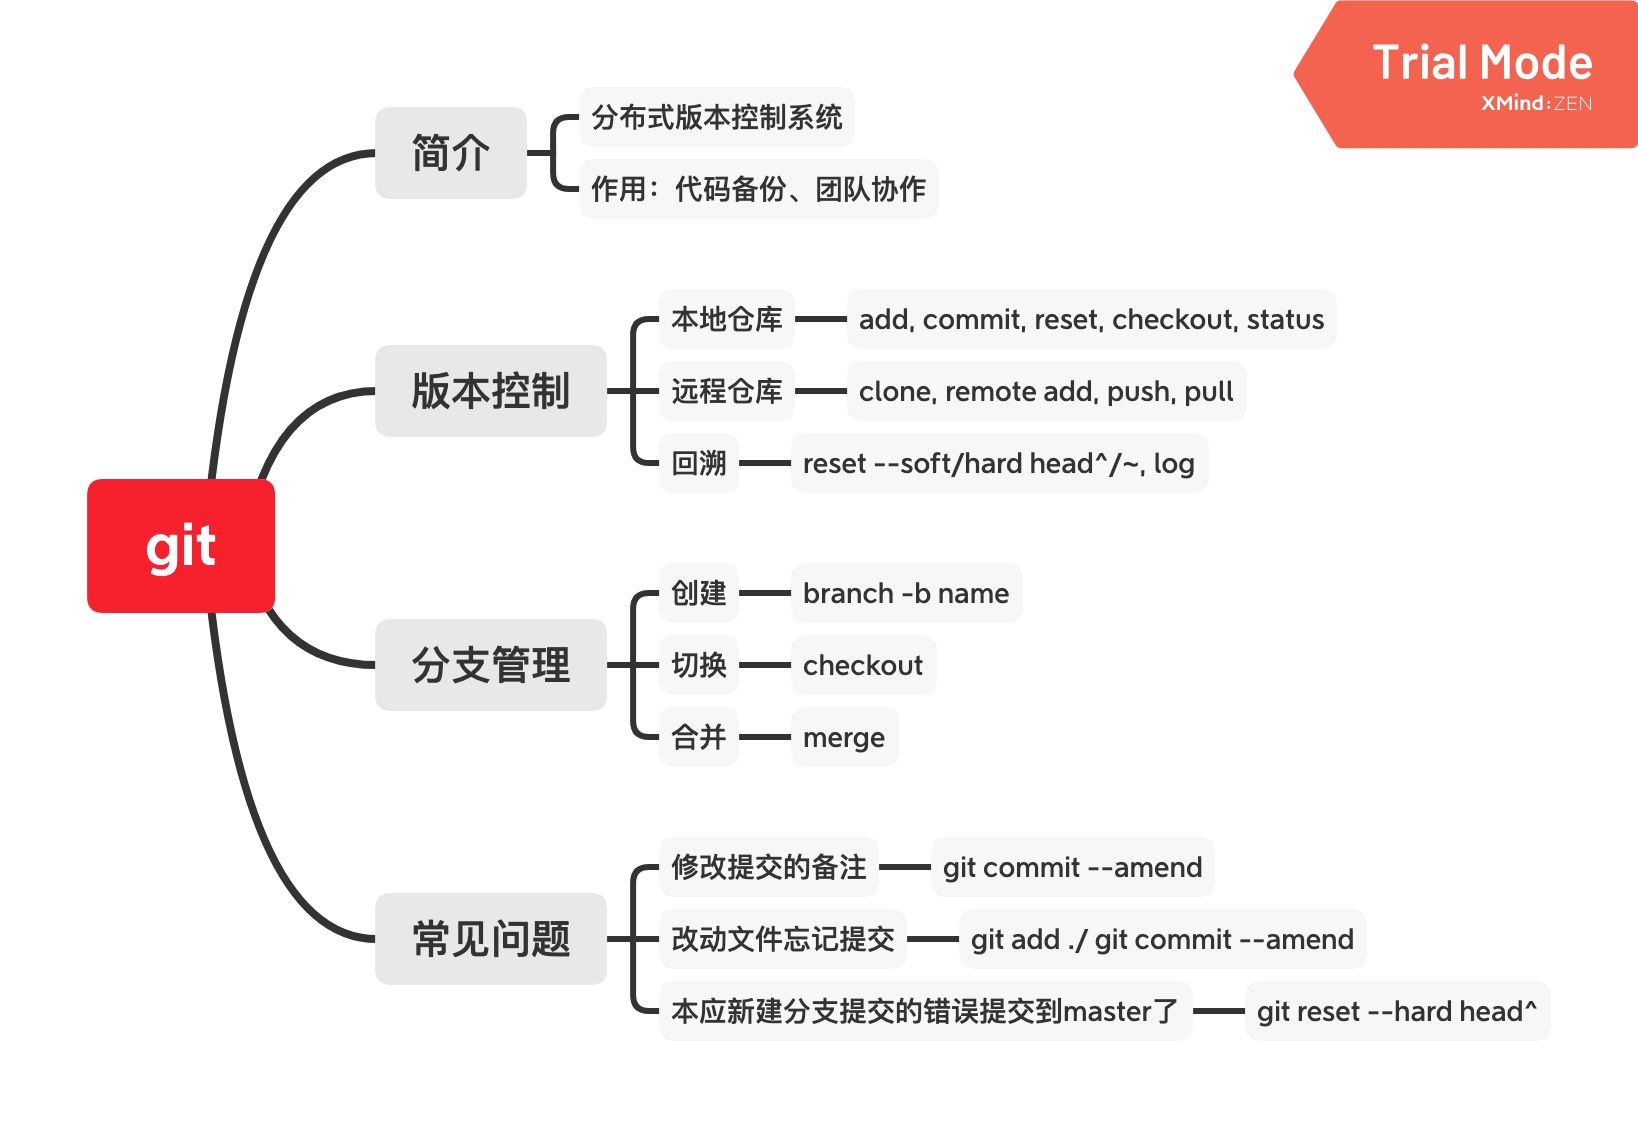 Trial Mode
XMind:ZEN
git
简介
分布式版本控制系统
作用：代码备份、团队协作
版本控制
本地仓库
add, commit, reset, checkout, status
远程仓库
clone, remote add, push, pull
回溯
reset --soft/hard head^/~, log
分支管理
创建
branch -b name
切换
checkout
合并
merge
常见问题
修改提交的备注
git commit --amend
改动文件忘记提交
git add ./ git commit --amend
本应新建分支提交的错误提交到master了
git reset --hard head^